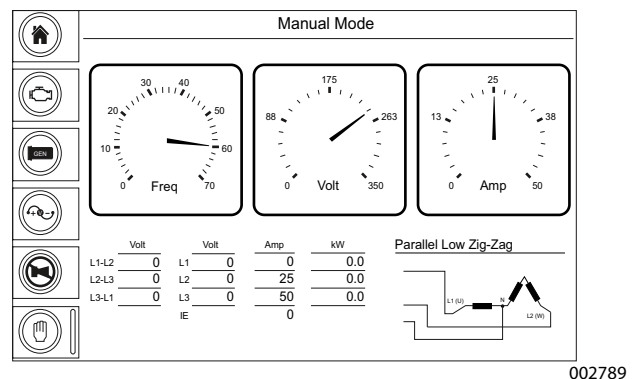 Manual Mode
0 10 20 30 40 50 60 70
Freq
0 88 175 263 350
Volt
0 13 25 38 50
Amp
GEN
Volt Volt Amp kW
L1-L2 0 L1 0 0 0.0
L2-L3 0 L2 0 25 0.0
L3-L1 0 L3 0 50 0.0
IE 0
Parallel Low Zig-Zag
L1 (U) N L2 (W)
002789